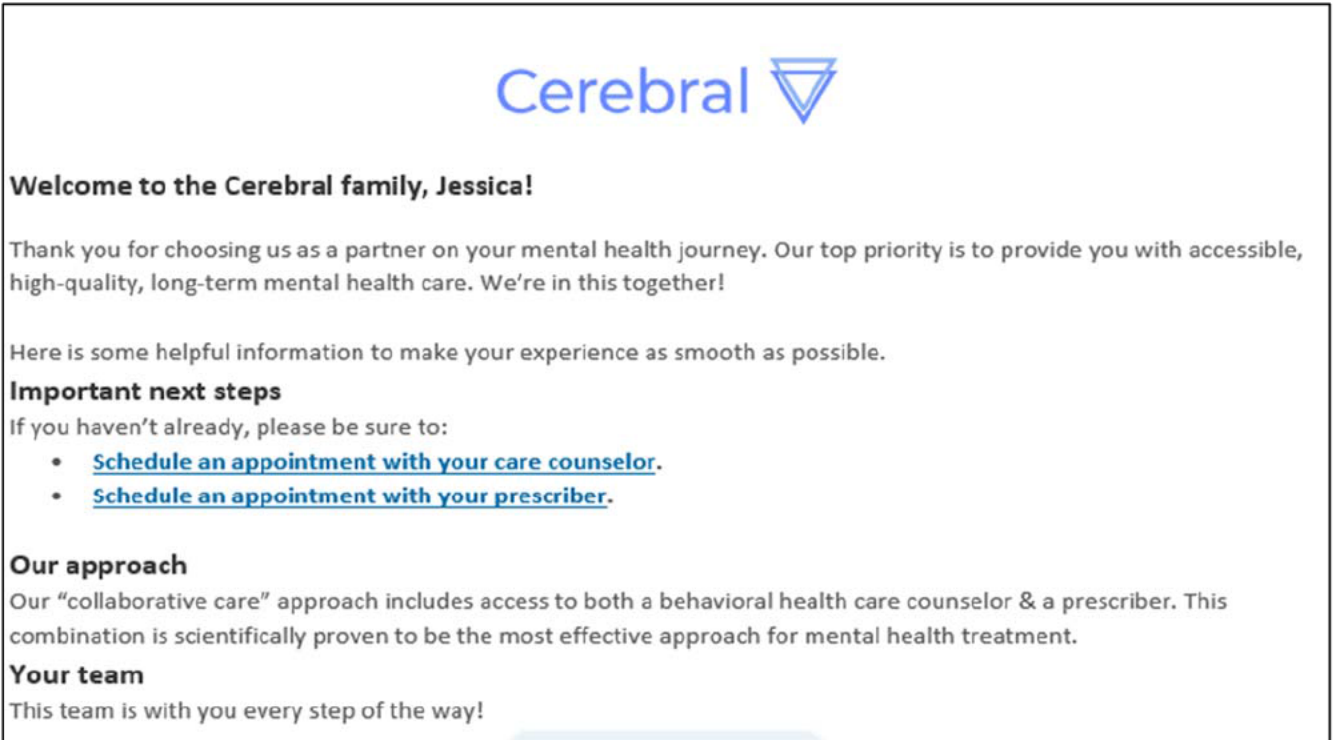 Cerebral
Welcome to the Cerebral family, Jessica!
Thank you for choosing us as a partner on your mental health journey. Our top priority is to provide you with accessible,
high-quality, long-term mental health care. We’re in this together!
Here is some helpful information to make your experience as smooth as possible.
Important next steps
If you haven’t already, please be sure to:
• Schedule an appointment with your care counselor.
• Schedule an appointment with your prescriber.
Our approach
Our “collaborative care” approach includes access to both a behavioral health care counselor & a prescriber. This
combination is scientifically proven to be the most effective approach for mental health treatment.
Your team
This team is with you every step of the way!